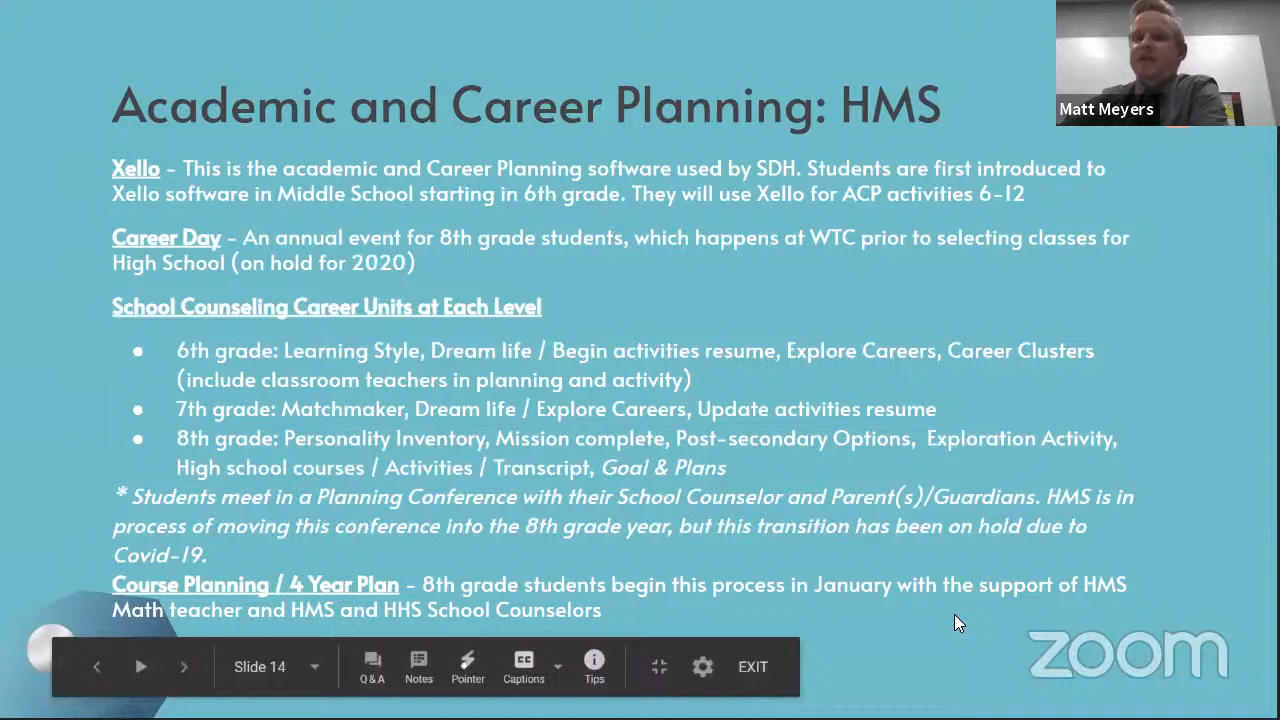 Academic and Career Planning: HMS
Matt Meyers
Xello - This is the academic and Career Planning software used by SDH. Students are first introduced to
Xello software in Middle School starting in 6th grade. They will use Xello for ACP activities 6-12
Career Day - An annual event for 8th grade students, which happens at WTC prior to selecting classes for
High School (on hold for 2020)
School Counseling Career Units at Each Level
● 6th grade: Learning Style, Dream life / Begin activities resume, Explore Careers, Career Clusters
(include classroom teachers in planning and activity)
● 7th grade: Matchmaker, Dream life / Explore Careers, Update activities resume
● 8th grade: Personality Inventory, Mission complete, Post-secondary Options, Exploration Activity,
High school courses / Activities / Transcript, Goal & Plans
* Students meet in a Planning Conference with their School Counselor and Parent(s)/Guardians. HMS is in
process of moving this conference into the 8th grade year, but this transition has been on hold due to
Covid-19.
Course Planning / 4 Year Plan - 8th grade students begin this process in January with the support of HMS
Math teacher and HMS and HHS School Counselors
Slide 14
Q & A
Notes
Pointer
CC
Captions
Tips
EXIT
zoom